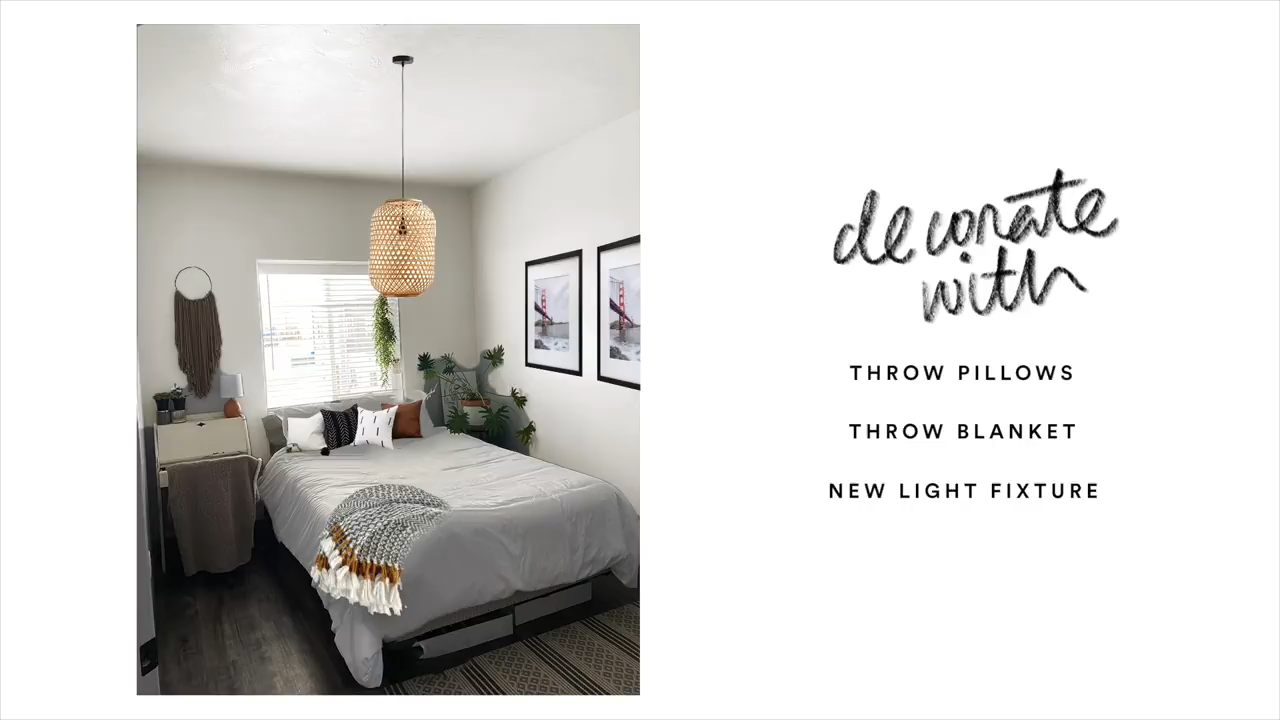 decorate
with
THROW PILLOWS
THROW BLANKET
NEW LIGHT FIXTURE